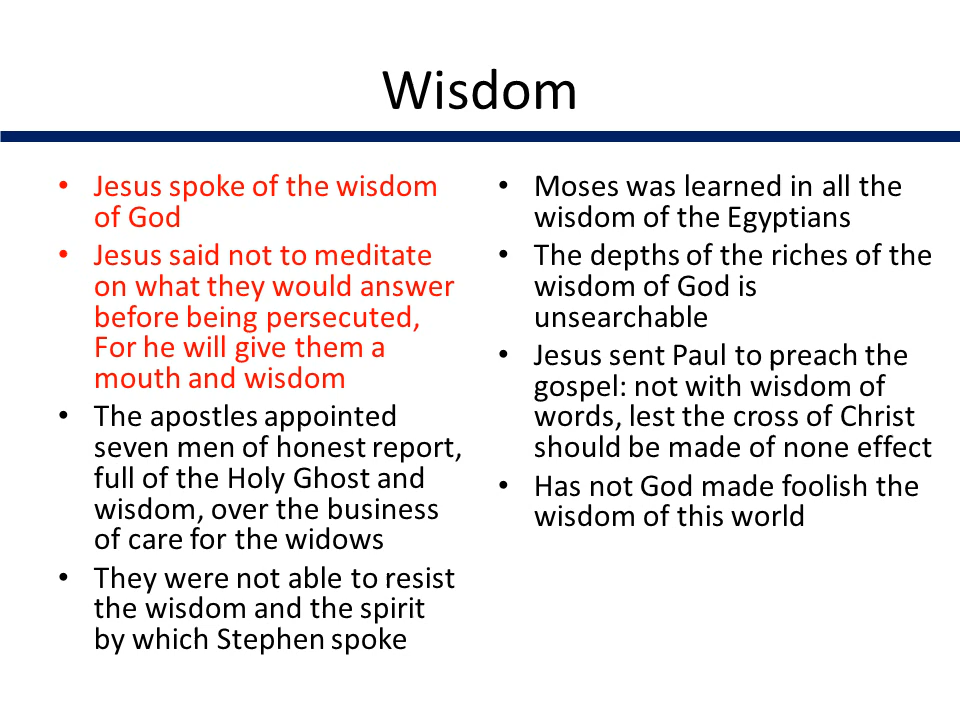 Wisdom
• Jesus spoke of the wisdom
of God
• Jesus said not to meditate
on what they would answer
before being persecuted,
For he will give them a
mouth and wisdom
• The apostles appointed
seven men of honest report,
full of the Holy Ghost and
wisdom, over the business
of care for the widows
• They were not able to resist
the wisdom and the spirit
by which Stephen spoke
• Moses was learned in all the
wisdom of the Egyptians
• The depths of the riches of the
wisdom of God is
unsearchable
• Jesus sent Paul to preach the
gospel: not with wisdom of
words, lest the cross of Christ
should be made of none effect
• Has not God made foolish the
wisdom of this world